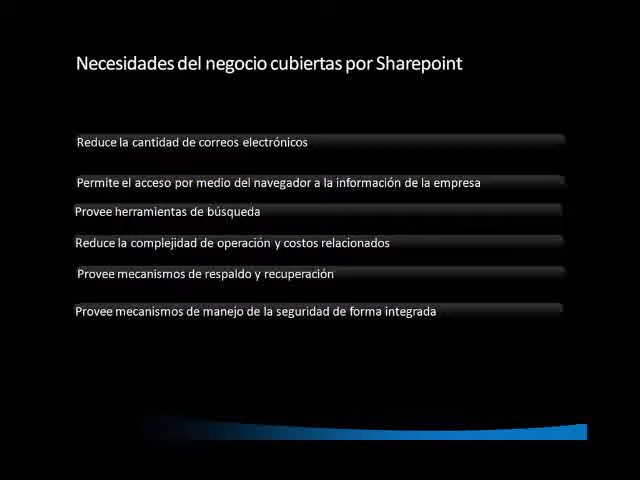 Necesidades del negocio cubiertas por Sharepoint
Reduce la cantidad de correos electrónicos
Permite el acceso por medio del navegador a la información de la empresa
Provee herramientas de búsqueda
Reduce la complejidad de operación y costos relacionados
Provee mecanismos de respaldo y recuperación
Provee mecanismos de manejo de la seguridad de forma integrada